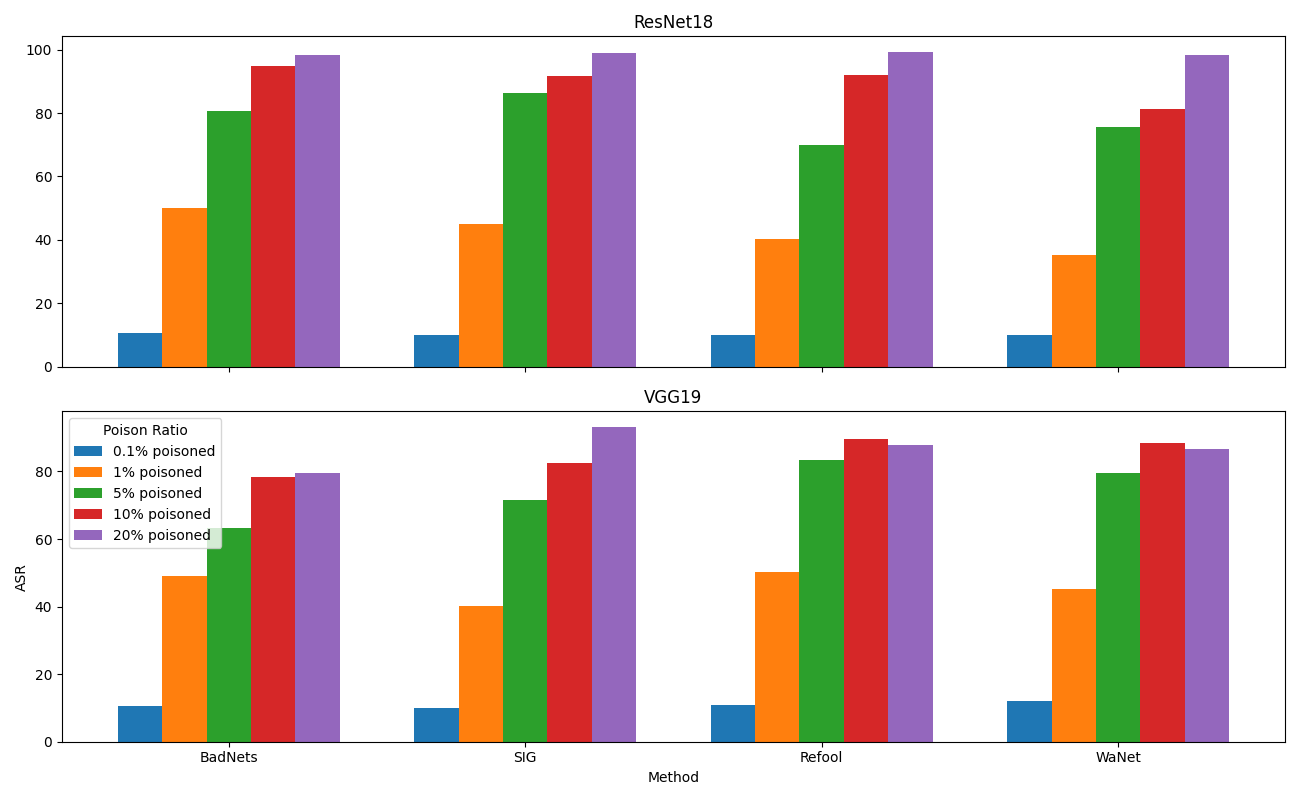 ResNet18
100
80
60
40
20
0
VGG19
Poison Ratio
0.1% poisoned
1% poisoned
5% poisoned
10% poisoned
20% poisoned
80
60
40
20
0
ASR
BadNets SIG Refool WaNet
Method